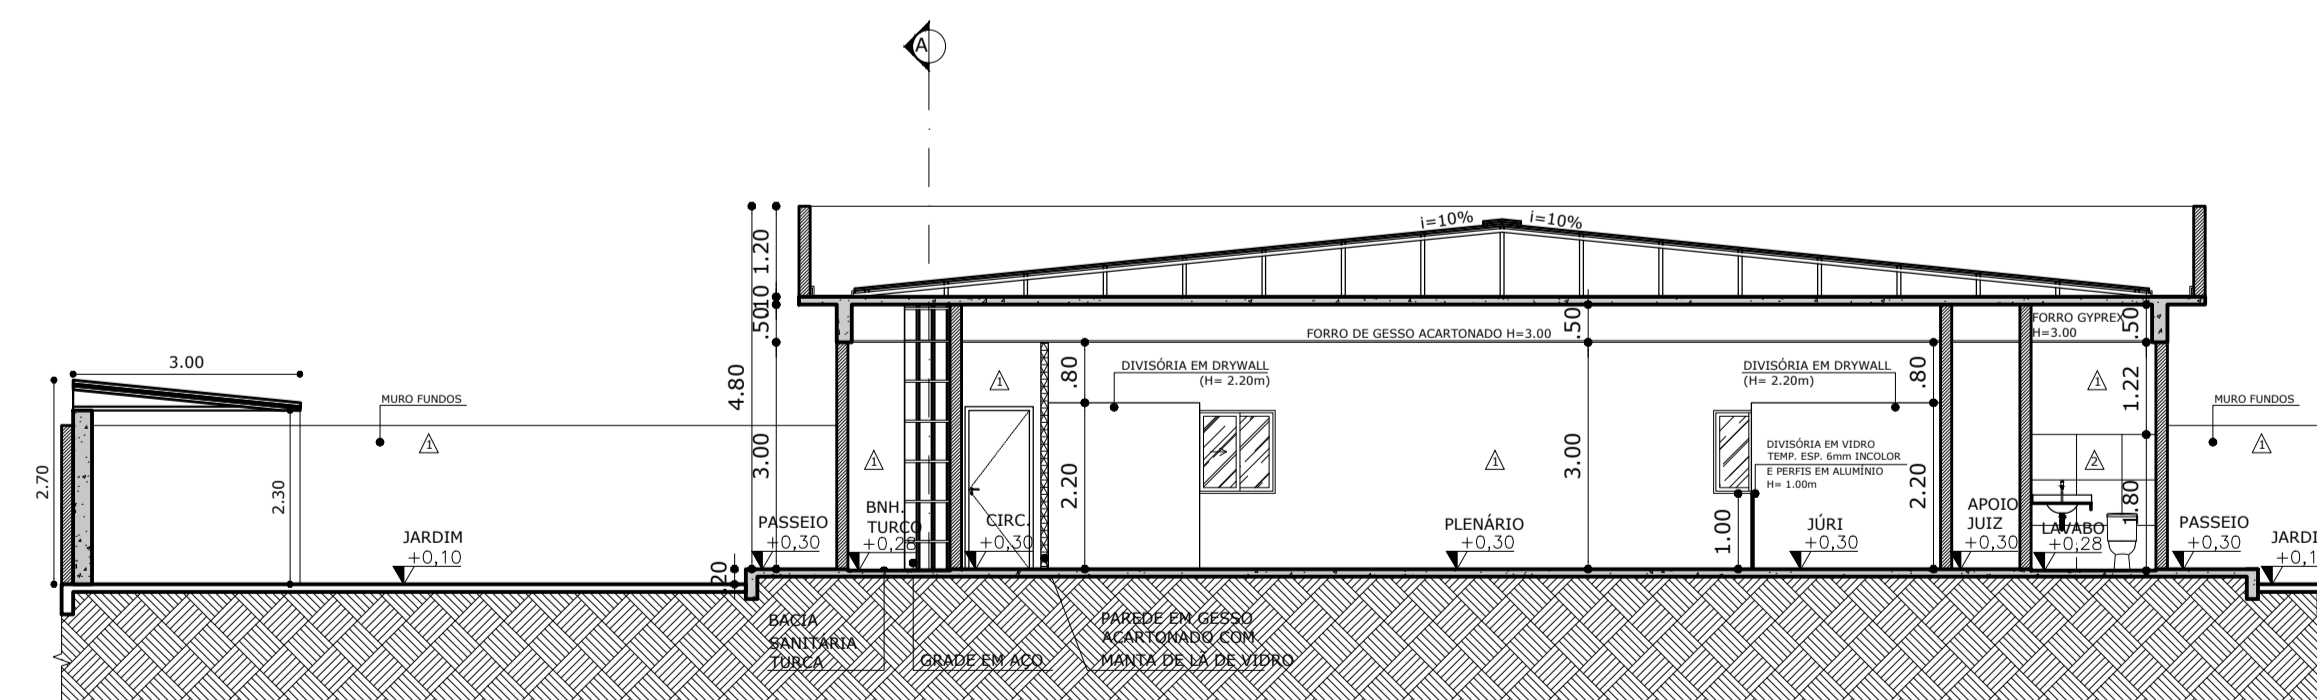 A
i=10%
i=10%
1.20
.10
.50
4.80
3.00
.20
3.00
2.70
2.30
MURO FUNDOS
1
JARDIM
+0,10
PASSEIO
+0,30
BNH.
TURCO
+0,28
1
CIRC.
+0,30
1
.80
2.20
DIVISÓRIA EM DRYWALL
(H= 2.20m)
FORRO DE GESSO ACARTONADO H=3.00
.50
3.00
1
PLENÁRIO
+0,30
DIVISÓRIA EM DRYWALL
(H= 2.20m)
DIVISÓRIA EM VIDRO
TEMP. ESP. 6mm INCOLOR
E PERFIS EM ALUMÍNIO
H= 1.00m
1.00
JÚRI
+0,30
.80
2.20
APOIO
JUIZ
+0,30
FORRO GYPREX
H=3.00
.50
1
1.22
2
1.80
LAVABO
+0,28
PASSEIO
+0,30
MURO FUNDOS
1
JARDI
+0,1
BACIA
SANITARIA
TURCA
GRADE EM AÇO
PAREDE EM GESSO
ACARTONADO COM
MANTA DE LÃ DE VIDRO